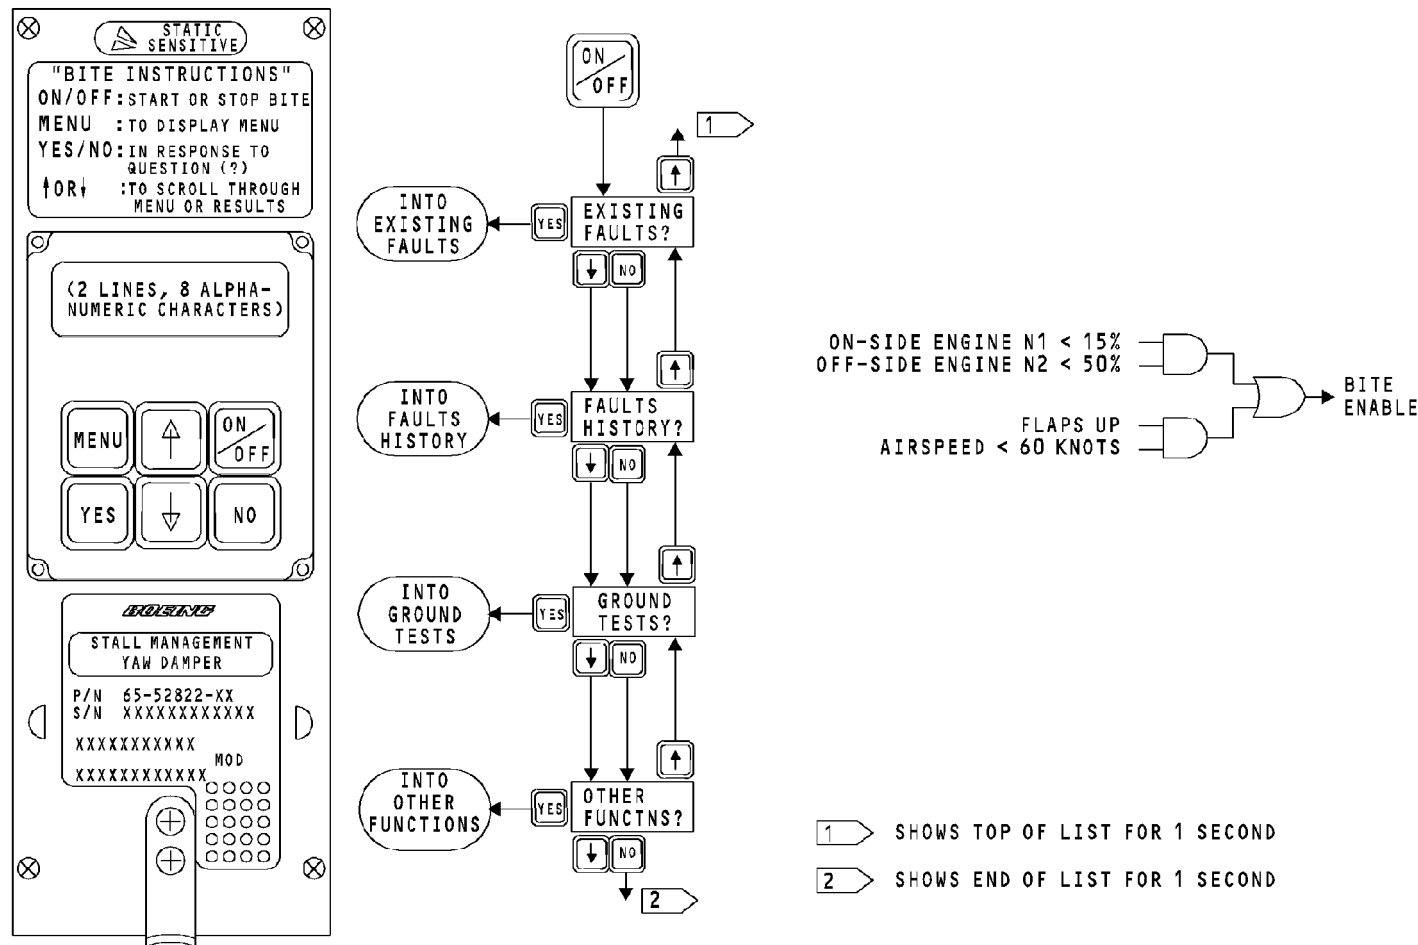 STATIC
SENSITIVE
"BITE INSTRUCTIONS"
ON/OFF:START OR STOP BITE
MENU :TO DISPLAY MENU
YES/NO:IN RESPONSE TO
QUESTION (?)
↑OR↓ :TO SCROLL THROUGH
MENU OR RESULTS
(2 LINES, 8 ALPHA-
NUMERIC CHARACTERS)
MENU
↑
ON
/OFF
YES
↓
NO
BOEING
STALL MANAGEMENT
YAW DAMPER
P/N 65-52822-XX
S/N XXXXXXXXXXXX
XXXXXXXXXXX
MOD
XXXXXXXXXXXX
ON
/OFF
1
↑
INTO
EXISTING
FAULTS
YES
EXISTING
FAULTS?
↓ NO
↑
INTO
FAULTS
HISTORY
YES
FAULTS
HISTORY?
↓ NO
↑
INTO
GROUND
TESTS
YES
GROUND
TESTS?
↓ NO
↑
INTO
OTHER
FUNCTIONS
YES
OTHER
FUNCTNS?
↓ NO
2
ON-SIDE ENGINE N1 < 15%
OFF-SIDE ENGINE N2 < 50%
FLAPS UP
AIRSPEED < 60 KNOTS
BITE
ENABLE
1 SHOWS TOP OF LIST FOR 1 SECOND
2 SHOWS END OF LIST FOR 1 SECOND